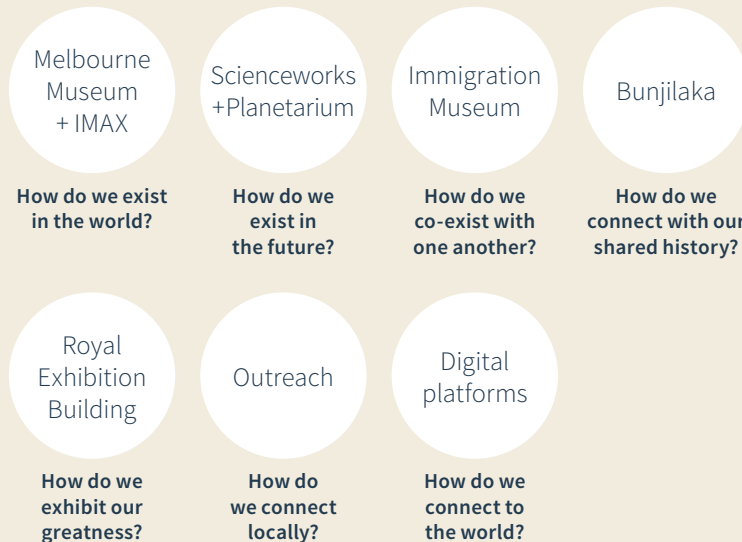 Melbourne
Museum
+ IMAX
How do we exist
in the world?
Scienceworks
+Planetarium
How do we
exist in
the future?
Immigration
Museum
How do we
co-exist with
one another?
Bunjilaka
How do we
connect with our
shared history?
Royal
Exhibition
Building
How do we
exhibit our
greatness?
Outreach
How do
we connect
locally?
Digital
platforms
How do we
connect to
the world?